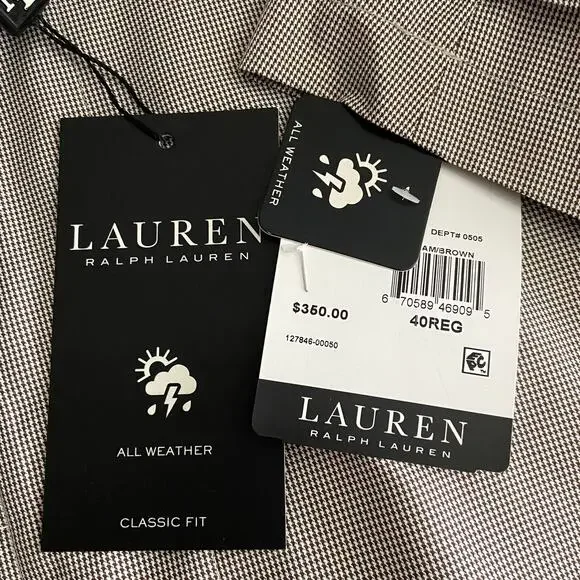 LAUREN
RALPH LAUREN
ALL WEATHER
CLASSIC FIT
ALL WEATHER
DEPT# 0505
AM/BROWN
6 70589 46909 5
$350.00
40REG
127846-00050
LAUREN
RALPH LAUREN